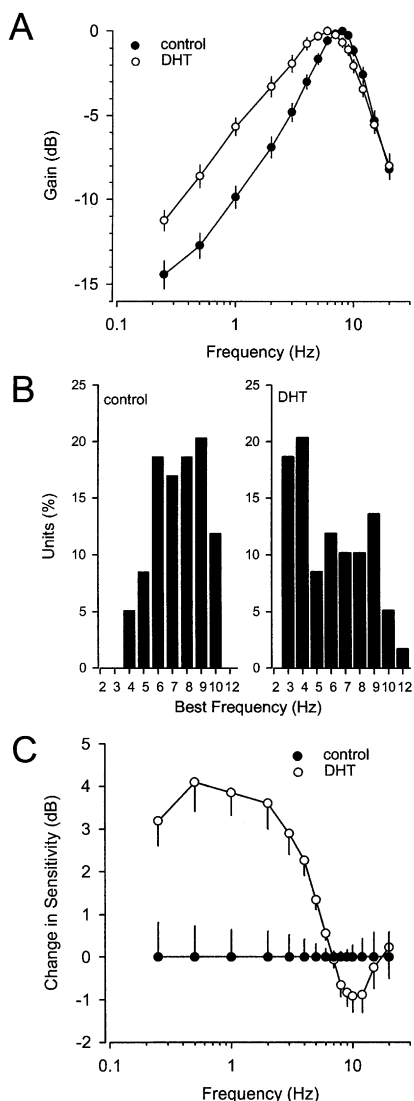 A
control
DHT
0
-5
-10
-15
Gain (dB)
0.1 1 10
Frequency (Hz)
B
control
DHT
25 25
20 20
15 15
10 10
5 5
0 0
Units (%)
2 3 4 5 6 7 8 9 10 12 2 3 4 5 6 7 8 9 10 12
Best Frequency (Hz)
C
control
DHT
5
4
3
2
1
0
-1
-2
Change in Sensitivity (dB)
0.1 1 10
Frequency (Hz)